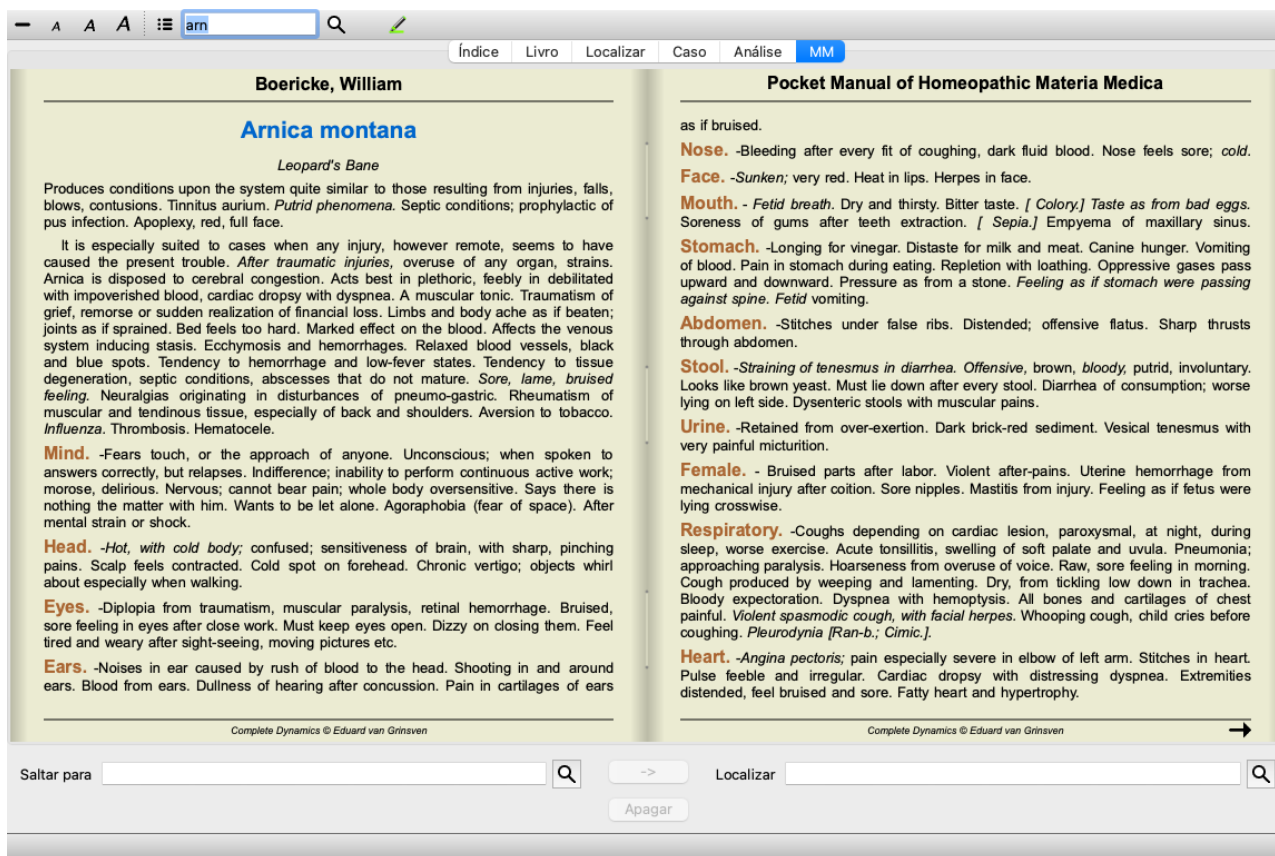 A A A arn
Índice Livro Localizar Caso Análise MM
Boericke, William
Arnica montana
Leopard's Bane
Produces conditions upon the system quite similar to those resulting from injuries, falls,
blows, contusions. Tinnitus aurium. Putrid phenomena. Septic conditions; prophylactic of
pus infection. Apoplexy, red, full face.
It is especially suited to cases when any injury, however remote, seems to have
caused the present trouble. After traumatic injuries, overuse of any organ, strains.
Arnica is disposed to cerebral congestion. Acts best in plethoric, feebly in debilitated
with impoverished blood, cardiac dropsy with dyspnea. A muscular tonic. Traumatism of
grief, remorse or sudden realization of financial loss. Limbs and body ache as if beaten;
joints as if sprained. Bed feels too hard. Marked effect on the blood. Affects the venous
system inducing stasis. Ecchymosis and hemorrhages. Relaxed blood vessels, black
and blue spots. Tendency to hemorrhage and low-fever states. Tendency to tissue
degeneration, septic conditions, abscesses that do not mature. Sore, lame, bruised
feeling. Neuralgias originating in disturbances of pneumo-gastric. Rheumatism of
muscular and tendinous tissue, especially of back and shoulders. Aversion to tobacco.
Influenza. Thrombosis. Hematocele.
Mind. -Fears touch, or the approach of anyone. Unconscious; when spoken to
answers correctly, but relapses. Indifference; inability to perform continuous active work;
morose, delirious. Nervous; cannot bear pain; whole body oversensitive. Says there is
nothing the matter with him. Wants to be let alone. Agoraphobia (fear of space). After
mental strain or shock.
Head. -Hot, with cold body; confused; sensitiveness of brain, with sharp, pinching
pains. Scalp feels contracted. Cold spot on forehead. Chronic vertigo; objects whirl
about especially when walking.
Eyes. -Diplopia from traumatism, muscular paralysis, retinal hemorrhage. Bruised,
sore feeling in eyes after close work. Must keep eyes open. Dizzy on closing them. Feel
tired and weary after sight-seeing, moving pictures etc.
Ears. -Noises in ear caused by rush of blood to the head. Shooting in and around
ears. Blood from ears. Dullness of hearing after concussion. Pain in cartilages of ears
Complete Dynamics © Eduard van Grinsven
Pocket Manual of Homeopathic Materia Medica
as if bruised.
Nose. -Bleeding after every fit of coughing, dark fluid blood. Nose feels sore; cold.
Face. -Sunken; very red. Heat in lips. Herpes in face.
Mouth. - Fetid breath. Dry and thirsty. Bitter taste. [ Colory.] Taste as from bad eggs.
Soreness of gums after teeth extraction. [ Sepia.] Empyema of maxillary sinus.
Stomach. -Longing for vinegar. Distaste for milk and meat. Canine hunger. Vomiting
of blood. Pain in stomach during eating. Repletion with loathing. Oppressive gases pass
upward and downward. Pressure as from a stone. Feeling as if stomach were passing
against spine. Fetid vomiting.
Abdomen. -Stitches under false ribs. Distended; offensive flatus. Sharp thrusts
through abdomen.
Stool. -Straining of tenesmus in diarrhea. Offensive, brown, bloody, putrid, involuntary.
Looks like brown yeast. Must lie down after every stool. Diarrhea of consumption; worse
lying on left side. Dysenteric stools with muscular pains.
Urine. -Retained from over-exertion. Dark brick-red sediment. Vesical tenesmus with
very painful micturition.
Female. - Bruised parts after labor. Violent after-pains. Uterine hemorrhage from
mechanical injury after coition. Sore nipples. Mastitis from injury. Feeling as if fetus were
lying crosswise.
Respiratory. -Coughs depending on cardiac lesion, paroxysmal, at night, during
sleep, worse exercise. Acute tonsillitis, swelling of soft palate and uvula. Pneumonia;
approaching paralysis. Hoarseness from overuse of voice. Raw, sore feeling in morning.
Cough produced by weeping and lamenting. Dry, from tickling low down in trachea.
Bloody expectoration. Dyspnea with hemoptysis. All bones and cartilages of chest
painful. Violent spasmodic cough, with facial herpes. Whooping cough, child cries before
coughing. Pleurodynia [Ran-b.; Cimic.].
Heart. -Angina pectoris; pain especially severe in elbow of left arm. Stitches in heart.
Pulse feeble and irregular. Cardiac dropsy with distressing dyspnea. Extremities
distended, feel bruised and sore. Fatty heart and hypertrophy.
Complete Dynamics © Eduard van Grinsven
Saltar para -> Localizar
Apagar